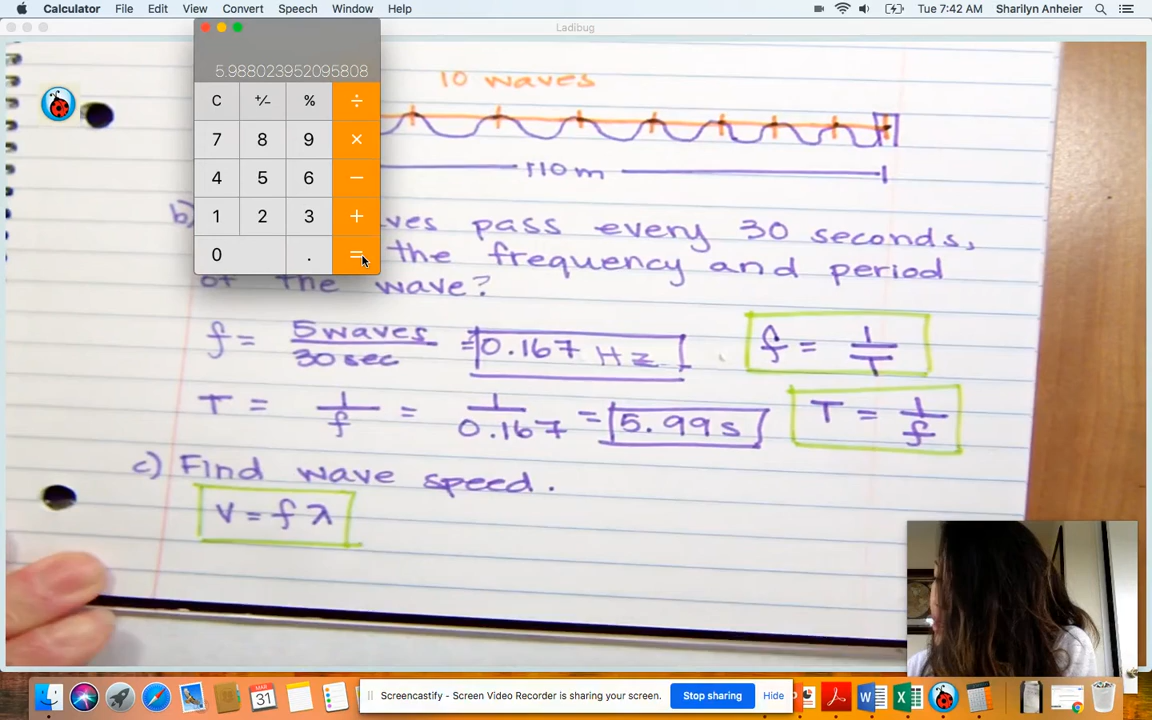 Calculator File Edit View Convert Speech Window Help Tue 7:42 AM Sharilyn Anheier
Ladibug
5.988023952095808
C +/- % ÷
7 8 9 ×
4 5 6 −
1 2 3 +
0 . =
10 waves
110 m
b) ves pass every 30 seconds,
the frequency and period
of the wave?
f = 5 waves / 30 sec = 0.167 Hz f = 1/T
T = 1/f = 1/0.167 = 5.99 s T = 1/f
c) Find wave speed.
v = f λ
MAR 31
Screencastify - Screen Video Recorder is sharing your screen. Stop sharing Hide